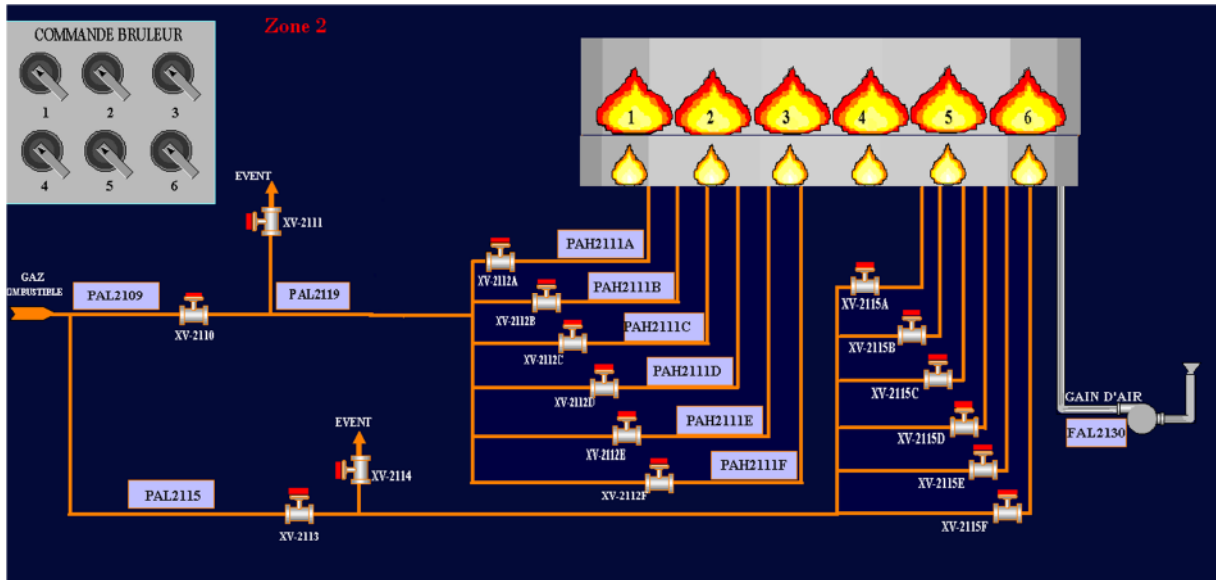 COMMANDE BRULEUR
1
2
3
4
5
6
Zone 2
1
2
3
4
5
6
EVENT
XV-2111
GAZ
OMBUSTIBLE
PAL2109
XV-2110
PAL2119
XV-2112A
PAH2111A
XV-2112B
PAH2111B
XV-2112C
PAH2111C
XV-2112D
PAH2111D
XV-2112E
PAH2111E
XV-2112F
PAH2111F
XV-2115A
XV-2115B
XV-2115C
XV-2115D
XV-2115E
XV-2115F
GAIN D'AIR
FAL2130
EVENT
XV-2114
PAL2115
XV-2113